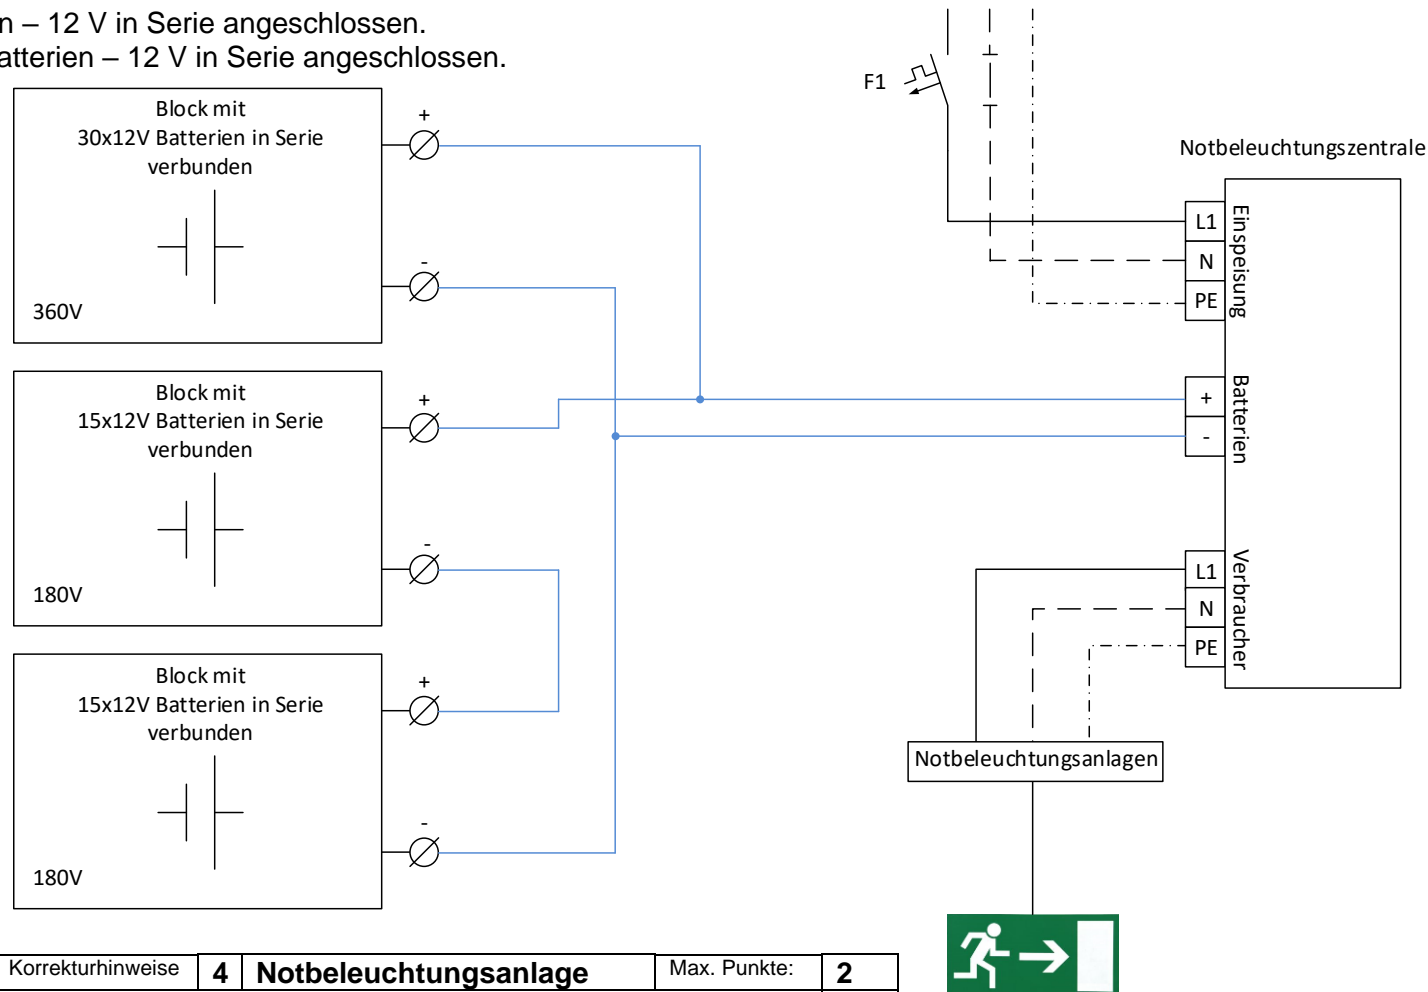 n – 12 V in Serie angeschlossen.
atterien – 12 V in Serie angeschlossen.
F1
Block mit
30x12V Batterien in Serie
verbunden
+
-
360V
Block mit
15x12V Batterien in Serie
verbunden
+
-
180V
Block mit
15x12V Batterien in Serie
verbunden
+
-
180V
Notbeleuchtungszentrale
L1
N
PE
Einspeisung
+
-
Batterien
L1
N
PE
Verbraucher
Notbeleuchtungsanlagen
Korrekturhinweise 4 Notbeleuchtungsanlage Max. Punkte: 2